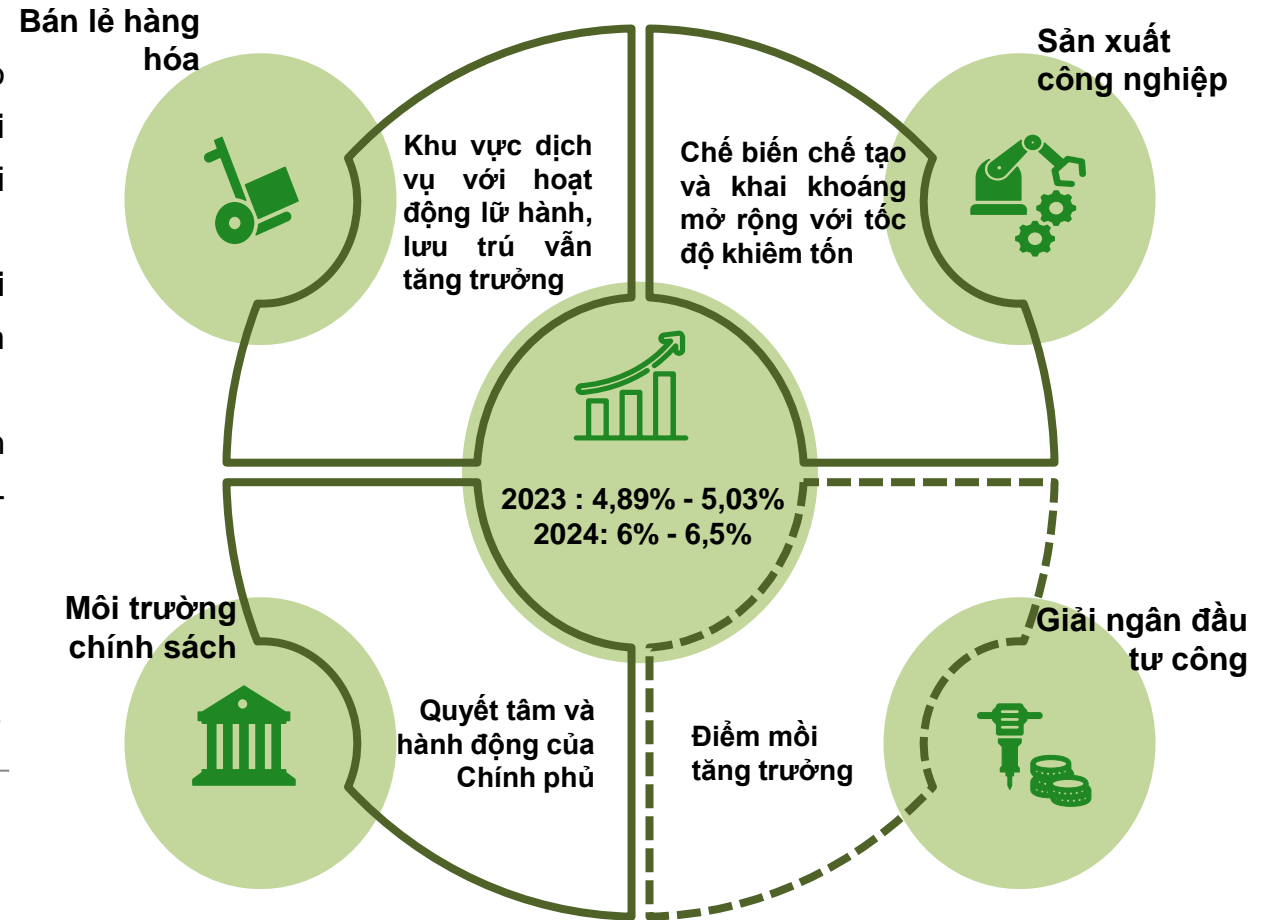 Bán lẻ hàng
hóa
Khu vực dịch
vụ với hoạt
động lữ hành,
lưu trú vẫn
tăng trưởng
Sản xuất
công nghiệp
Chế biến chế tạo
và khai khoáng
mở rộng với tốc
độ khiêm tốn
2023 : 4,89% - 5,03%
2024: 6% - 6,5%
Môi trường
chính sách
Quyết tâm và
hành động của
Chính phủ
Giải ngân đầu
tư công
Điểm mồi
tăng trưởng